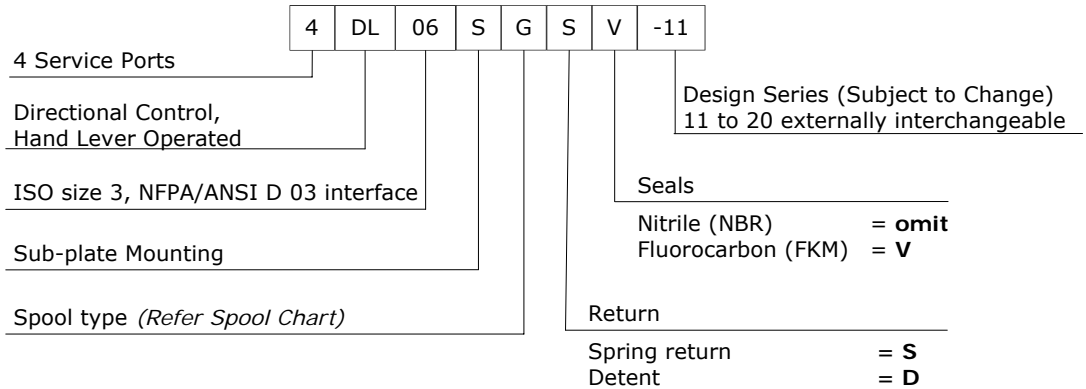 4 DL 06 S G S V -11
4 Service Ports
Directional Control,
Hand Lever Operated
ISO size 3, NFPA/ANSI D 03 interface
Sub-plate Mounting
Spool type (Refer Spool Chart)
Design Series (Subject to Change)
11 to 20 externally interchangeable
Seals
Nitrile (NBR) = omit
Fluorocarbon (FKM) = V
Return
Spring return = S
Detent = D